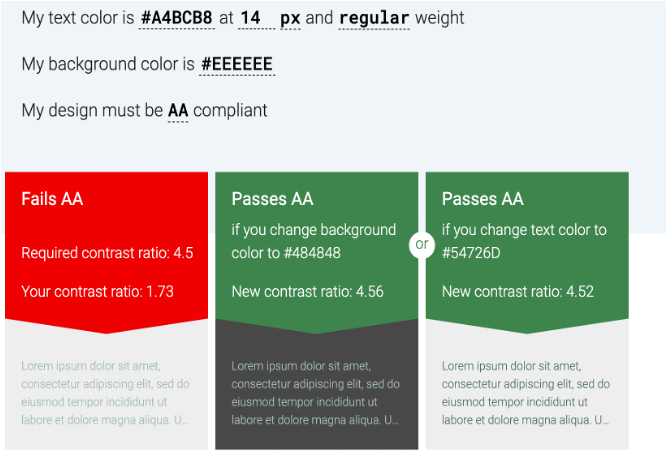 My text color is #A4BCB8 at 14 px and regular weight
My background color is #EEEEEE
My design must be AA compliant
Fails AA
Required contrast ratio: 4.5
Your contrast ratio: 1.73
Lorem ipsum dolor sit amet,
consectetur adipiscing elit, sed do
eiusmod tempor incididunt ut
labore et dolore magna aliqua. U...
Passes AA
if you change background
color to #484848
New contrast ratio: 4.56
Lorem ipsum dolor sit amet,
consectetur adipiscing elit, sed do
eiusmod tempor incididunt ut
labore et dolore magna aliqua. U...
or
Passes AA
if you change text color to
#54726D
New contrast ratio: 4.52
Lorem ipsum dolor sit amet,
consectetur adipiscing elit, sed do
eiusmod tempor incididunt ut
labore et dolore magna aliqua. U...